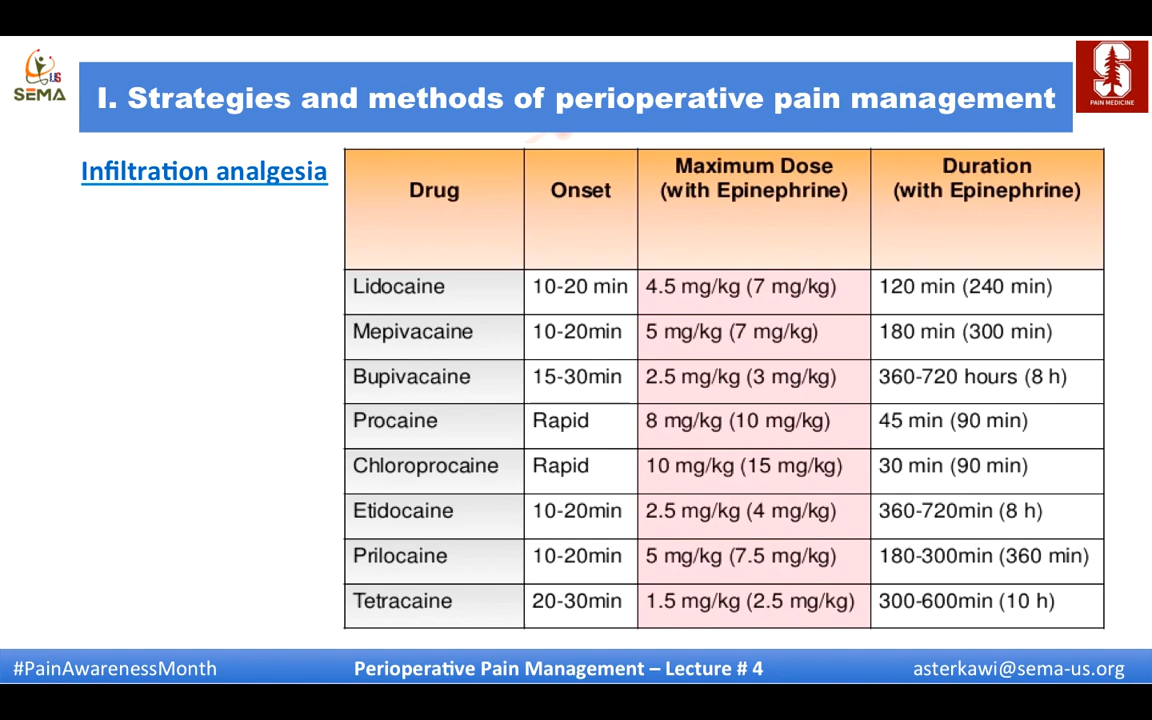 US
SEMA
I. Strategies and methods of perioperative pain management
S
PAIN MEDICINE
Infiltration analgesia
Drug Onset Maximum Dose (with Epinephrine) Duration (with Epinephrine)
Lidocaine 10-20 min 4.5 mg/kg (7 mg/kg) 120 min (240 min)
Mepivacaine 10-20min 5 mg/kg (7 mg/kg) 180 min (300 min)
Bupivacaine 15-30min 2.5 mg/kg (3 mg/kg) 360-720 hours (8 h)
Procaine Rapid 8 mg/kg (10 mg/kg) 45 min (90 min)
Chloroprocaine Rapid 10 mg/kg (15 mg/kg) 30 min (90 min)
Etidocaine 10-20min 2.5 mg/kg (4 mg/kg) 360-720min (8 h)
Prilocaine 10-20min 5 mg/kg (7.5 mg/kg) 180-300min (360 min)
Tetracaine 20-30min 1.5 mg/kg (2.5 mg/kg) 300-600min (10 h)
#PainAwarenessMonth Perioperative Pain Management – Lecture # 4 asterkawi@sema-us.org